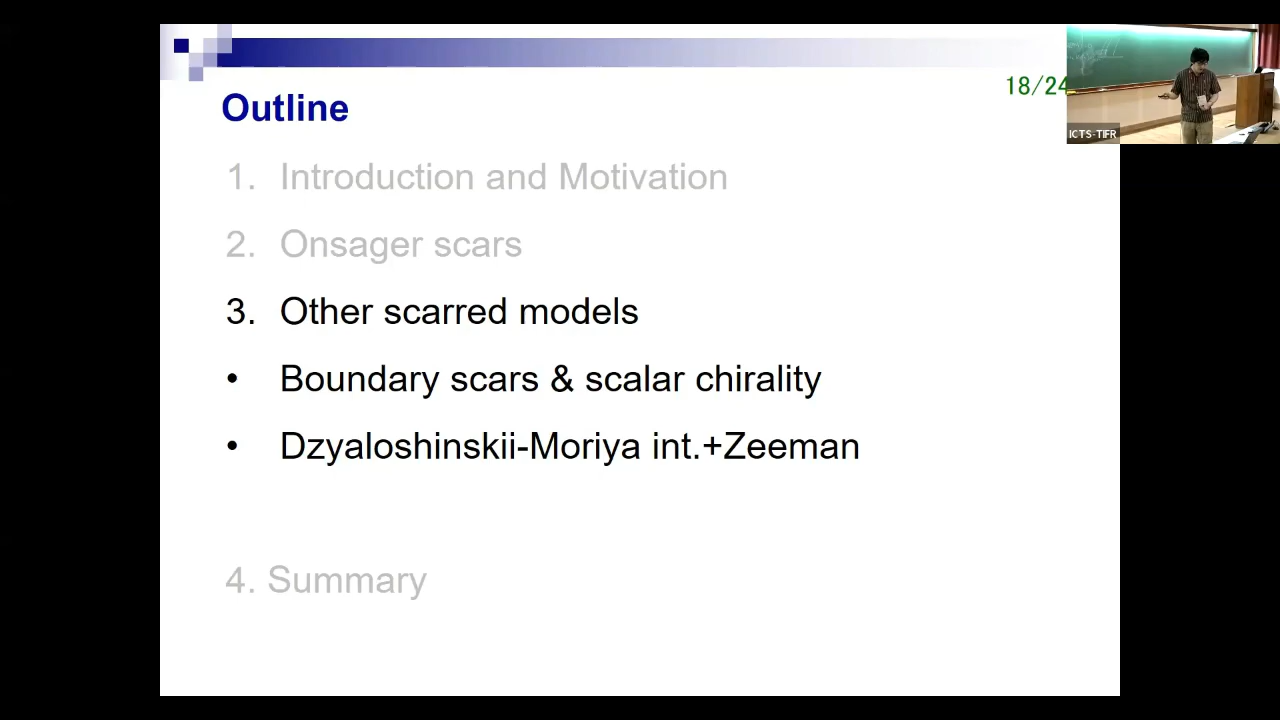 18/24
Outline
1. Introduction and Motivation
2. Onsager scars
3. Other scarred models
• Boundary scars & scalar chirality
• Dzyaloshinskii-Moriya int.+Zeeman
4. Summary
ICTS-TIFR